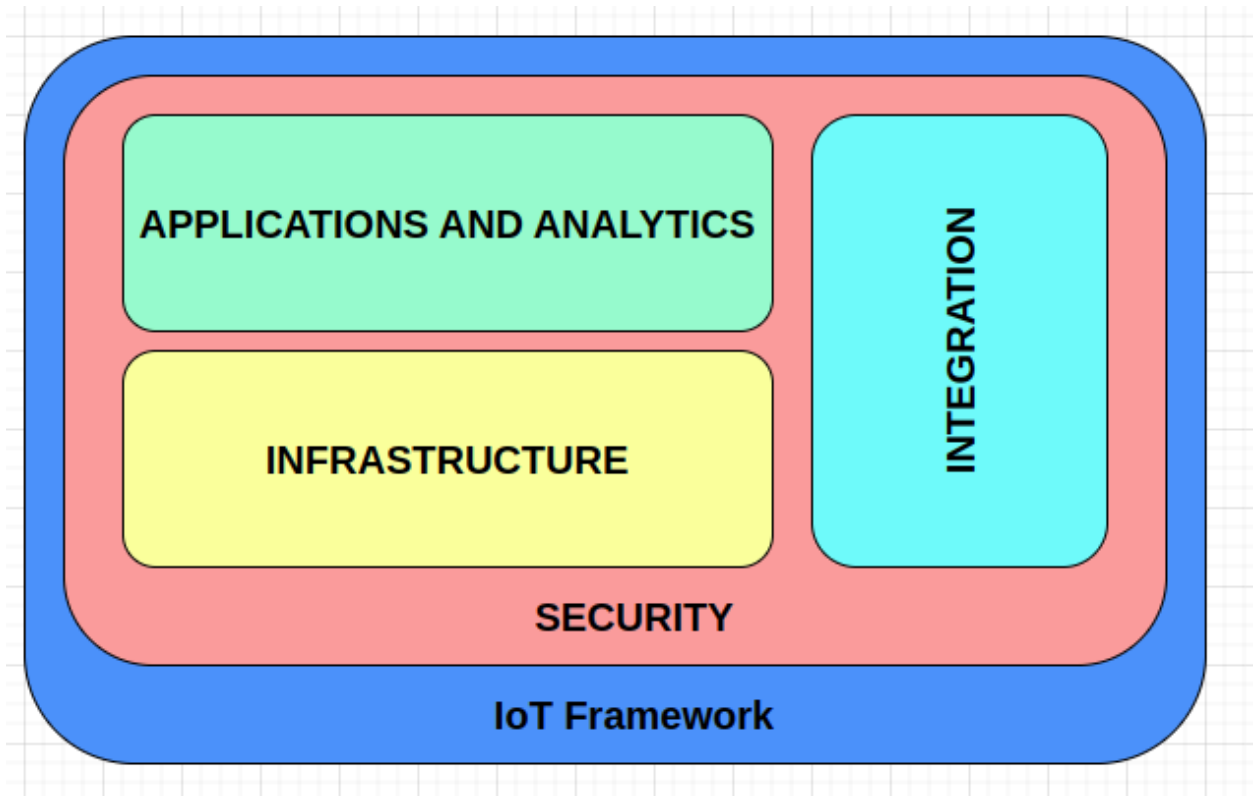 APPLICATIONS AND ANALYTICS
INTEGRATION
INFRASTRUCTURE
SECURITY
IoT Framework